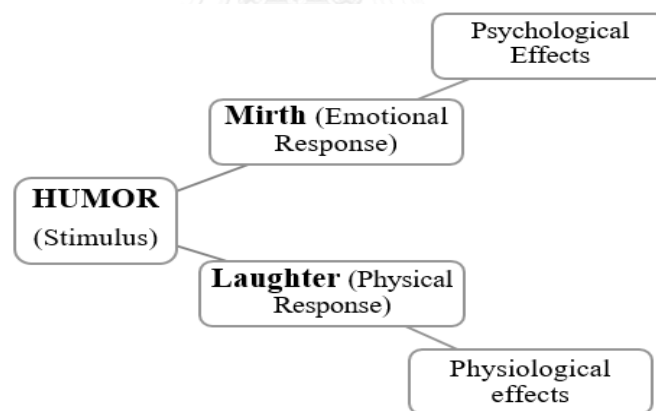 Psychological
Effects
Mirth (Emotional
Response)
HUMOR
(Stimulus)
Laughter (Physical
Response)
Physiological
effects